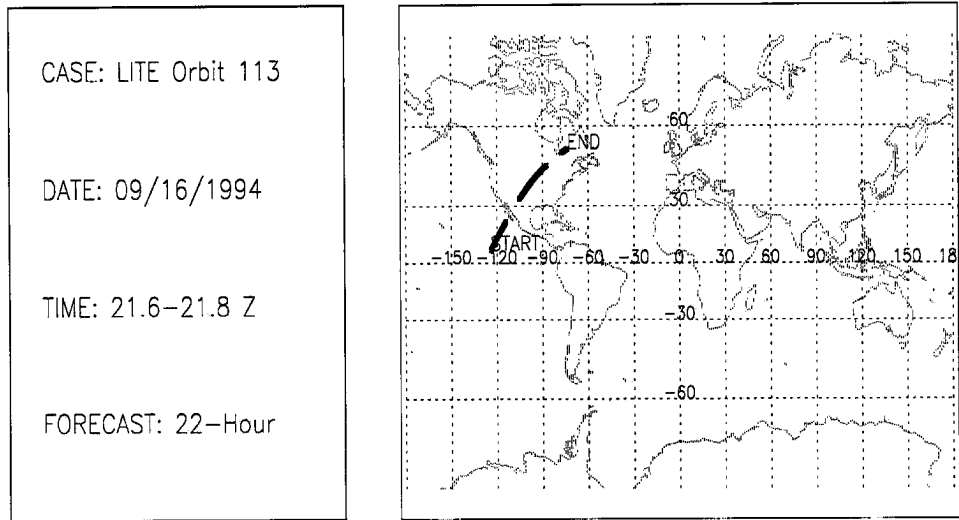 CASE: LITE Orbit 113
DATE: 09/16/1994
TIME: 21.6-21.8 Z
FORECAST: 22-Hour
60
END
30
START
-150 -120 -90 -60 -30 0 30 60 90 120 150 18
-30
-60